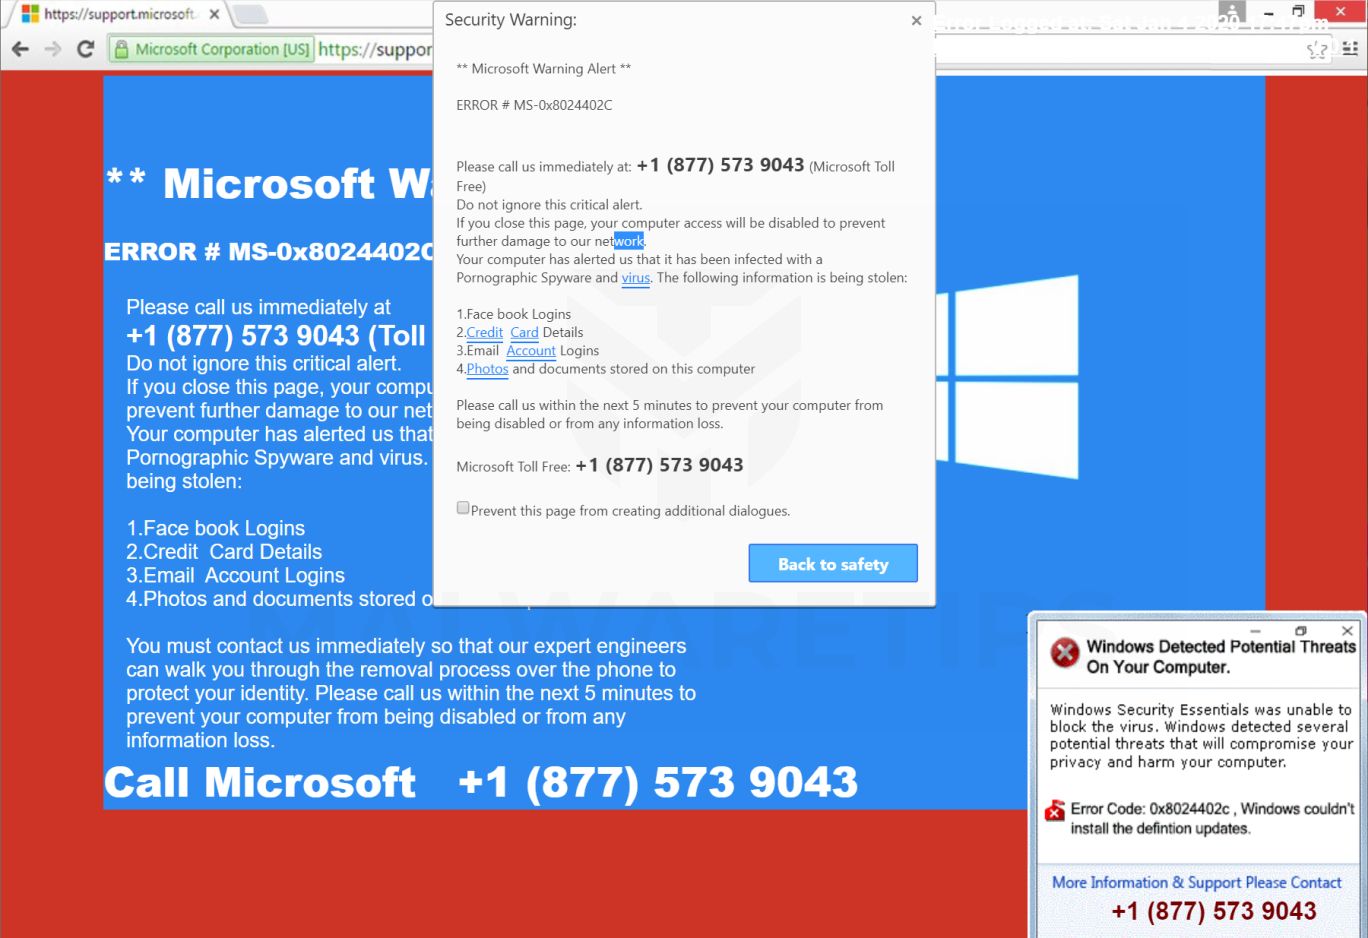 https://support.microsoft.
Microsoft Corporation [US] https://suppor
Error Logged at: Sat Jan 4 2020
Security Warning:
** Microsoft Warning Alert **
ERROR # MS-0x8024402C
Please call us immediately at: +1 (877) 573 9043 (Microsoft Toll
Free)
Do not ignore this critical alert.
If you close this page, your computer access will be disabled to prevent
further damage to our network.
Your computer has alerted us that it has been infected with a
Pornographic Spyware and virus. The following information is being stolen:
1.Face book Logins
2.Credit Card Details
3.Email Account Logins
4.Photos and documents stored on this computer
Please call us within the next 5 minutes to prevent your computer from
being disabled or from any information loss.
Microsoft Toll Free: +1 (877) 573 9043
Prevent this page from creating additional dialogues.
Back to safety
** Microsoft Wa
ERROR # MS-0x8024402C
Please call us immediately at
+1 (877) 573 9043 (Toll
Do not ignore this critical alert.
If you close this page, your compu
prevent further damage to our net
Your computer has alerted us that
Pornographic Spyware and virus.
being stolen:
1.Face book Logins
2.Credit Card Details
3.Email Account Logins
4.Photos and documents stored o
You must contact us immediately so that our expert engineers
can walk you through the removal process over the phone to
protect your identity. Please call us within the next 5 minutes to
prevent your computer from being disabled or from any
information loss.
Call Microsoft +1 (877) 573 9043
MALWARETIPS
Windows Detected Potential Threats
On Your Computer.
Windows Security Essentials was unable to
block the virus. Windows detected several
potential threats that will compromise your
privacy and harm your computer.
Error Code: 0x8024402c , Windows couldn't
install the defintion updates.
More Information & Support Please Contact
+1 (877) 573 9043